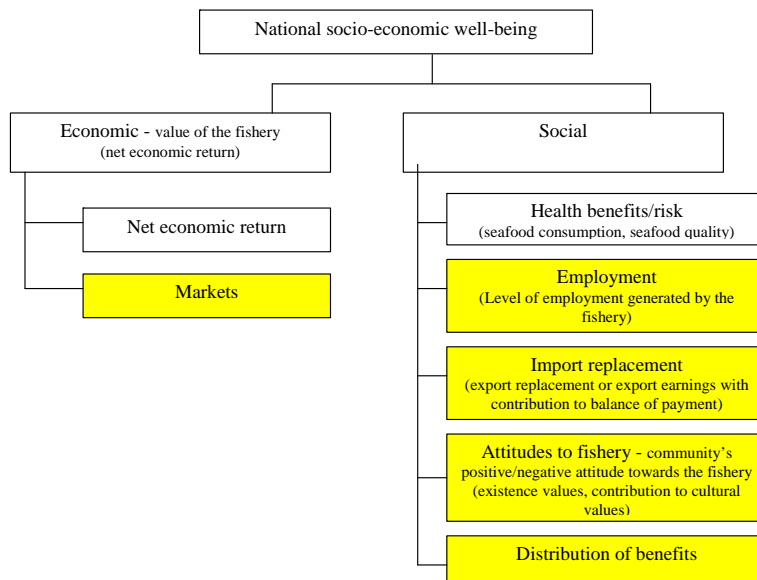 National socio-economic well-being
Economic - value of the fishery
(net economic return)
Social
Net economic return
Markets
Health benefits/risk
(seafood consumption, seafood quality)
Employment
(Level of employment generated by the
fishery)
Import replacement
(export replacement or export earnings with
contribution to balance of payment)
Attitudes to fishery - community's
positive/negative attitude towards the fishery
(existence values, contribution to cultural
values)
Distribution of benefits